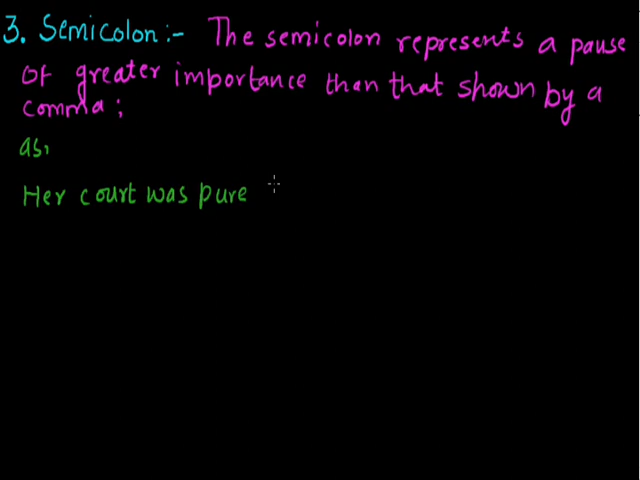 3. Semicolon:- The semicolon represents a pause
of greater importance than that shown by a
comma;
as,
Her court was pure